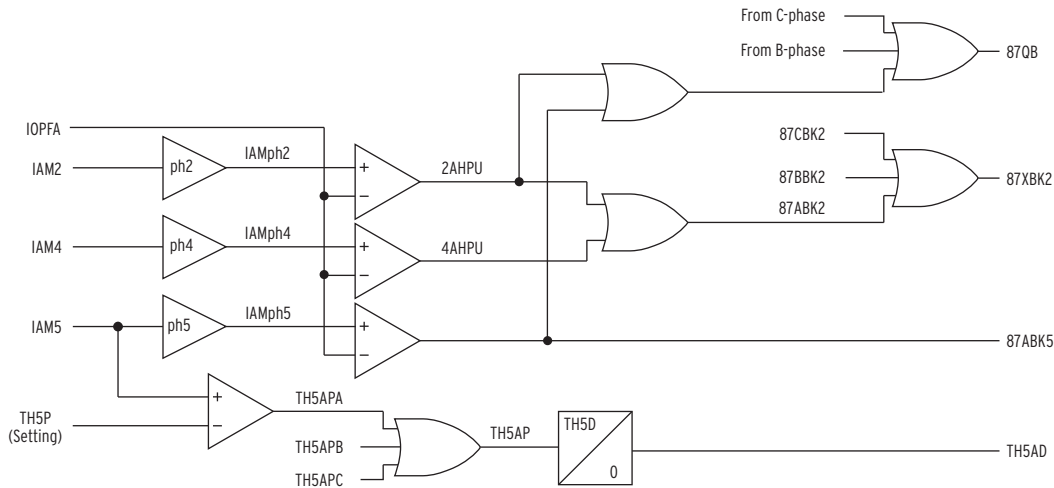 From C-phase
From B-phase
87QB
IOPFA
87CBK2
IAM2
ph2
IAMph2
2AHPU
87BBK2
87XBK2
87ABK2
IAM4
ph4
IAMph4
4AHPU
IAM5
ph5
IAMph5
87ABK5
TH5P
(Setting)
TH5APA
TH5APB
TH5APC
TH5AP
TH5D
0
TH5AD
+
–
+
–
+
–
+
–